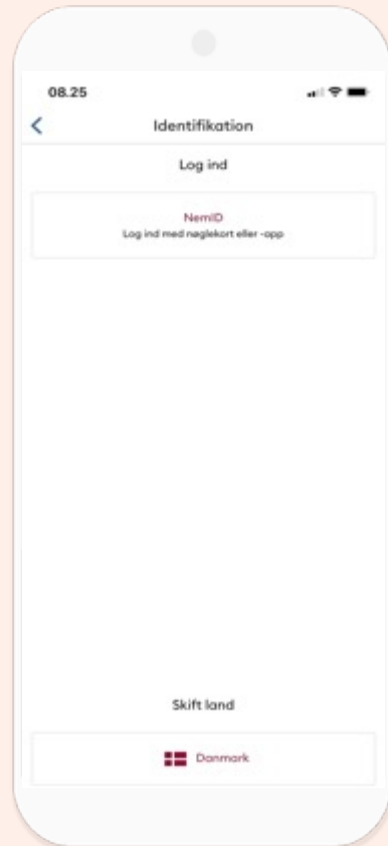 08.25
Identifikation
Log ind
NemID
Log ind med nøglekort eller -app
Skift land
Danmark